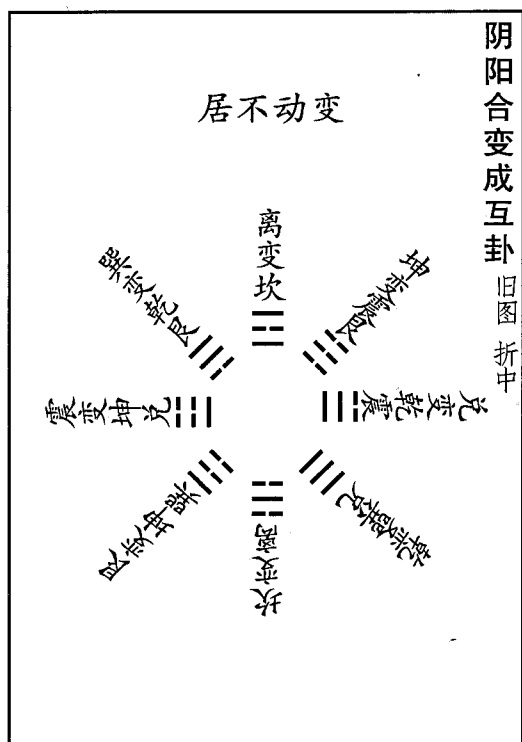 阴阳合变成互卦 旧图 折中
变动不居
离变坎
坤变震艮
兑变乾震
乾变巽兑
坎变离
艮变坤巽
震变坤兑
巽变乾艮